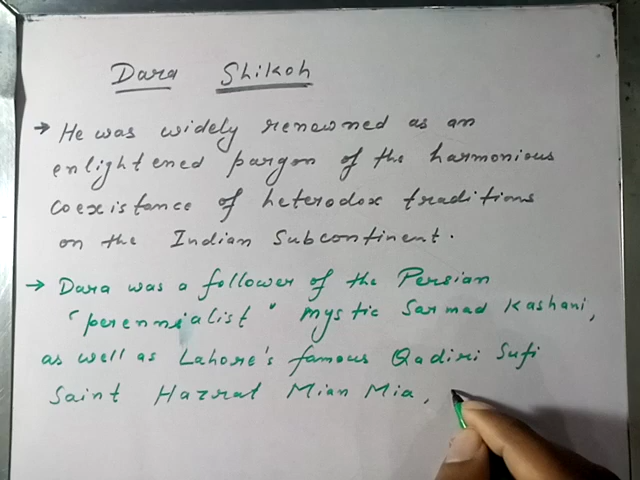 Dara Shikoh
→ He was widely renowned as an
enlightened pargon of the harmonious
coexistance of heterodox traditions
on the Indian Subcontinent.
→ Dara was a follower of the Persian
"perennialist" mystic Sarmad Kashani,
as well as Lahore's famous Qadiri Sufi
Saint Hazrat Mian Mia,